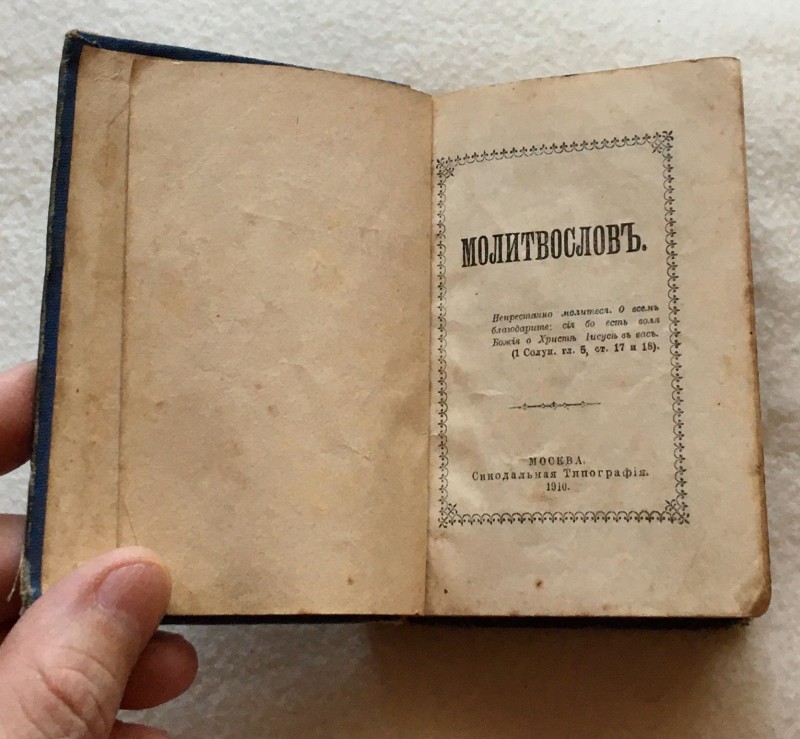 МОЛИТВОСЛОВЪ.
Непрестанно молитеся. О всемъ
благодарите: сія бо есть воля
Божія о Христѣ Іисусѣ въ васъ.
(1 Солун. гл. 5, ст. 17 и 18).
МОСКВА.
Синодальная Типографія.
1910.